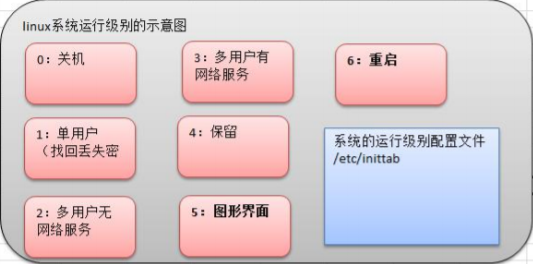 linux系统运行级别的示意图
0：关机
1：单用户
（找回丢失密
2：多用户无
网络服务
3：多用户有
网络服务
4：保留
5：图形界面
6：重启
系统的运行级别配置文件
/etc/inittab